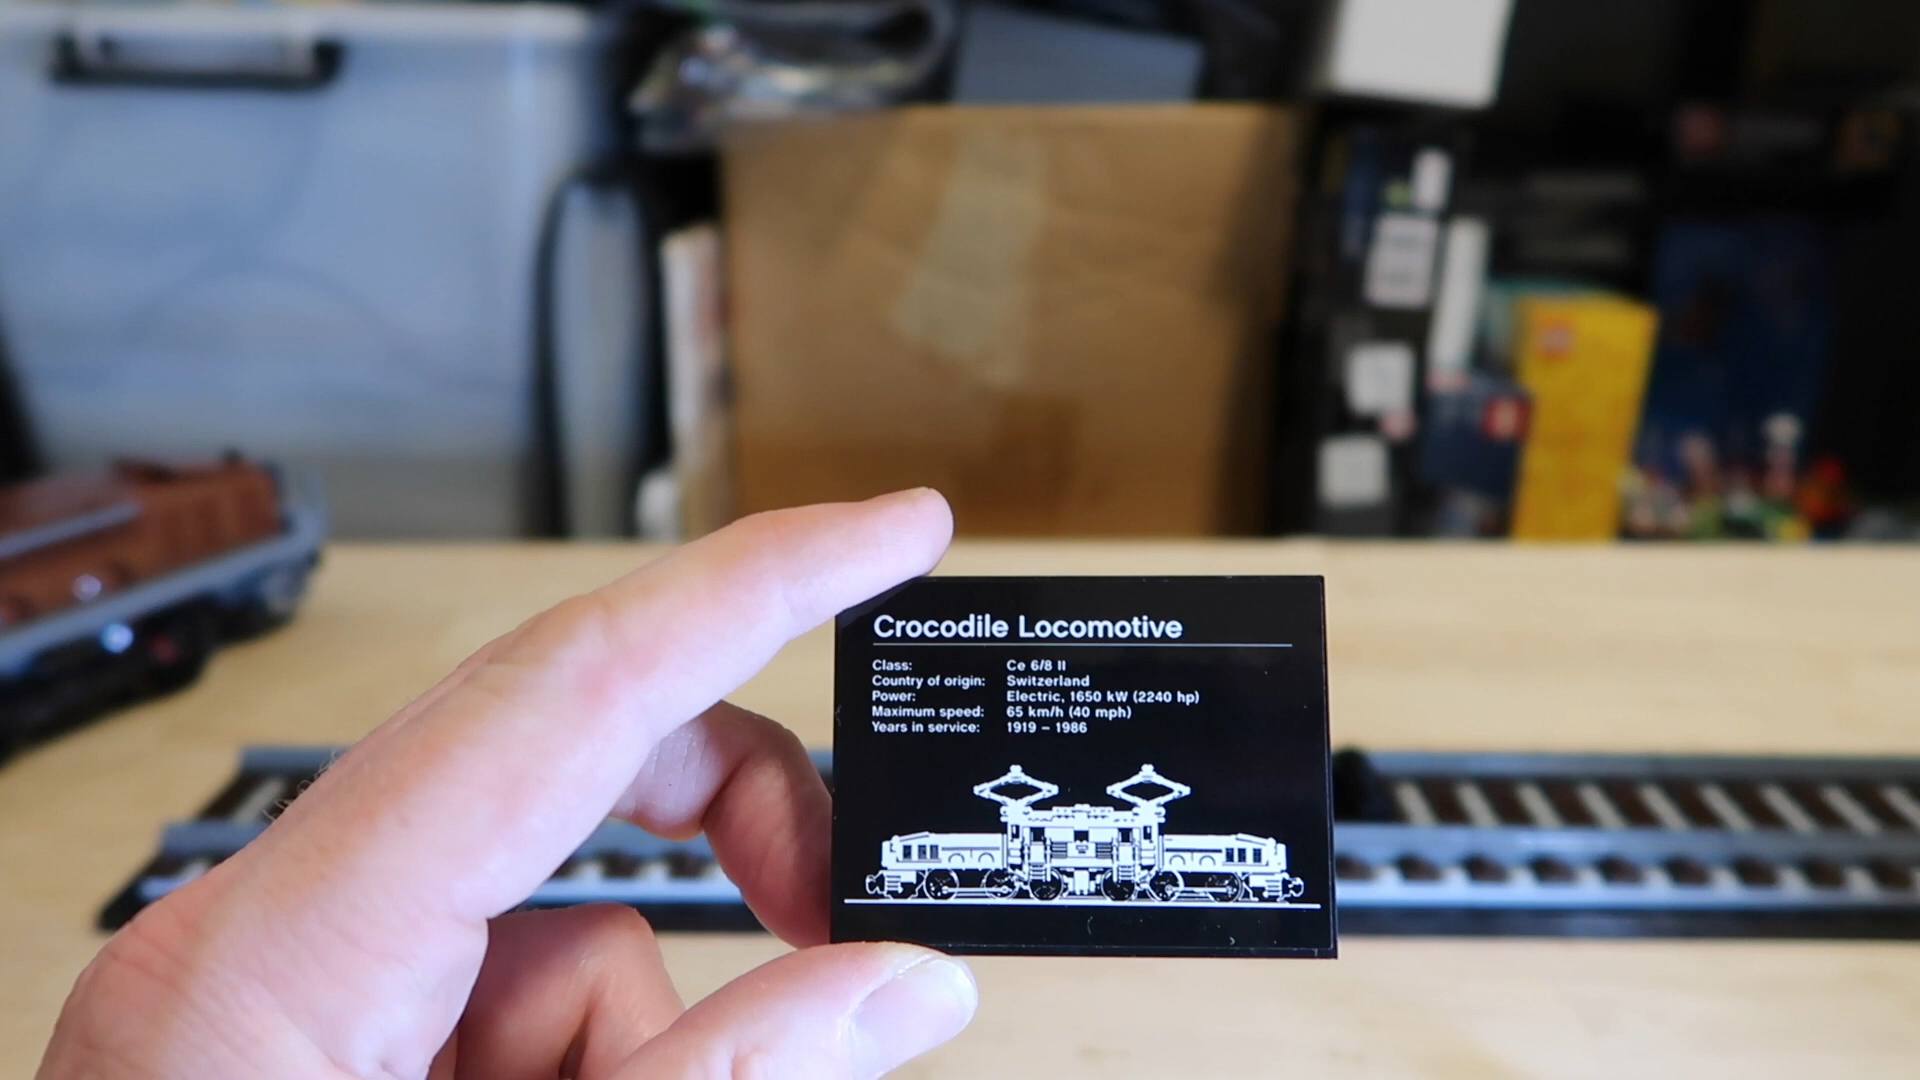 Crocodile Locomotive
Class: Ce 6/8 II
Country of origin: Switzerland
Power: Electric, 1650 kW (2240 hp)
Maximum speed: 65 km/h (40 mph)
Years in service: 1919 – 1986